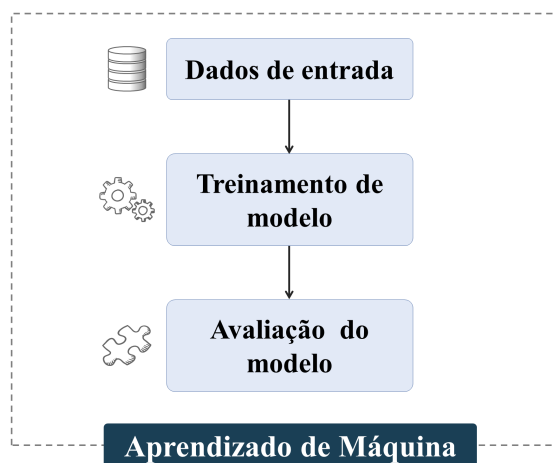 Dados de entrada
Treinamento de
modelo
Avaliação do
modelo
Aprendizado de Máquina